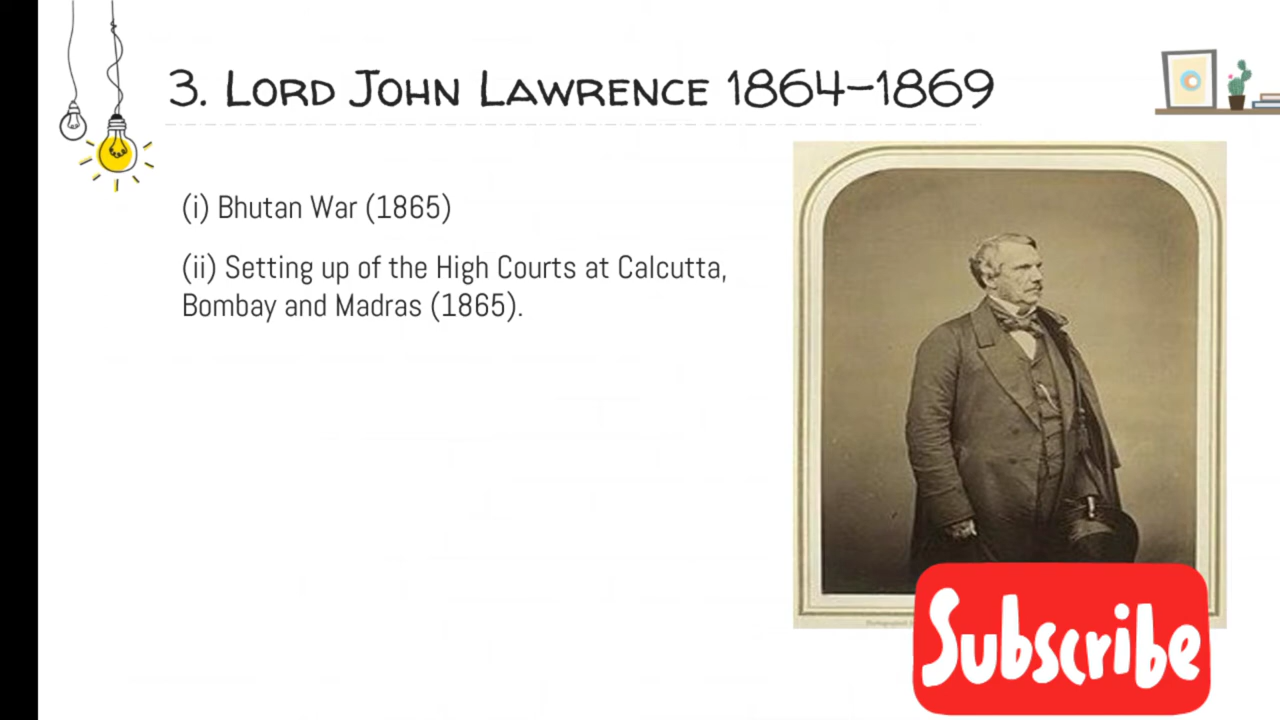 3. Lord John Lawrence 1864–1869
(i) Bhutan War (1865)
(ii) Setting up of the High Courts at Calcutta,
Bombay and Madras (1865).
Subscribe